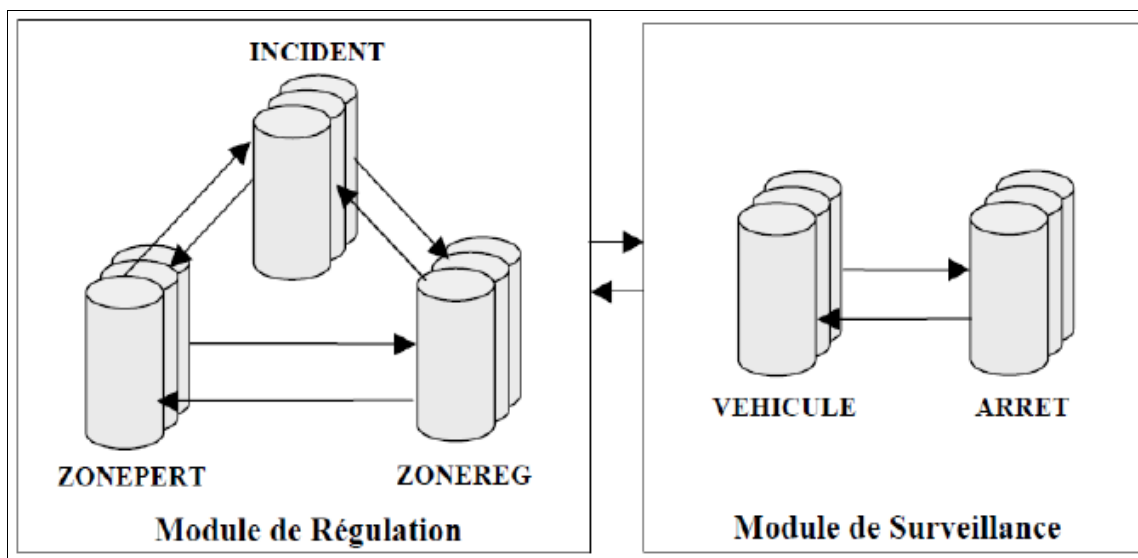 INCIDENT
ZONEPERT
ZONEREG
Module de Régulation
VEHICULE
ARRET
Module de Surveillance